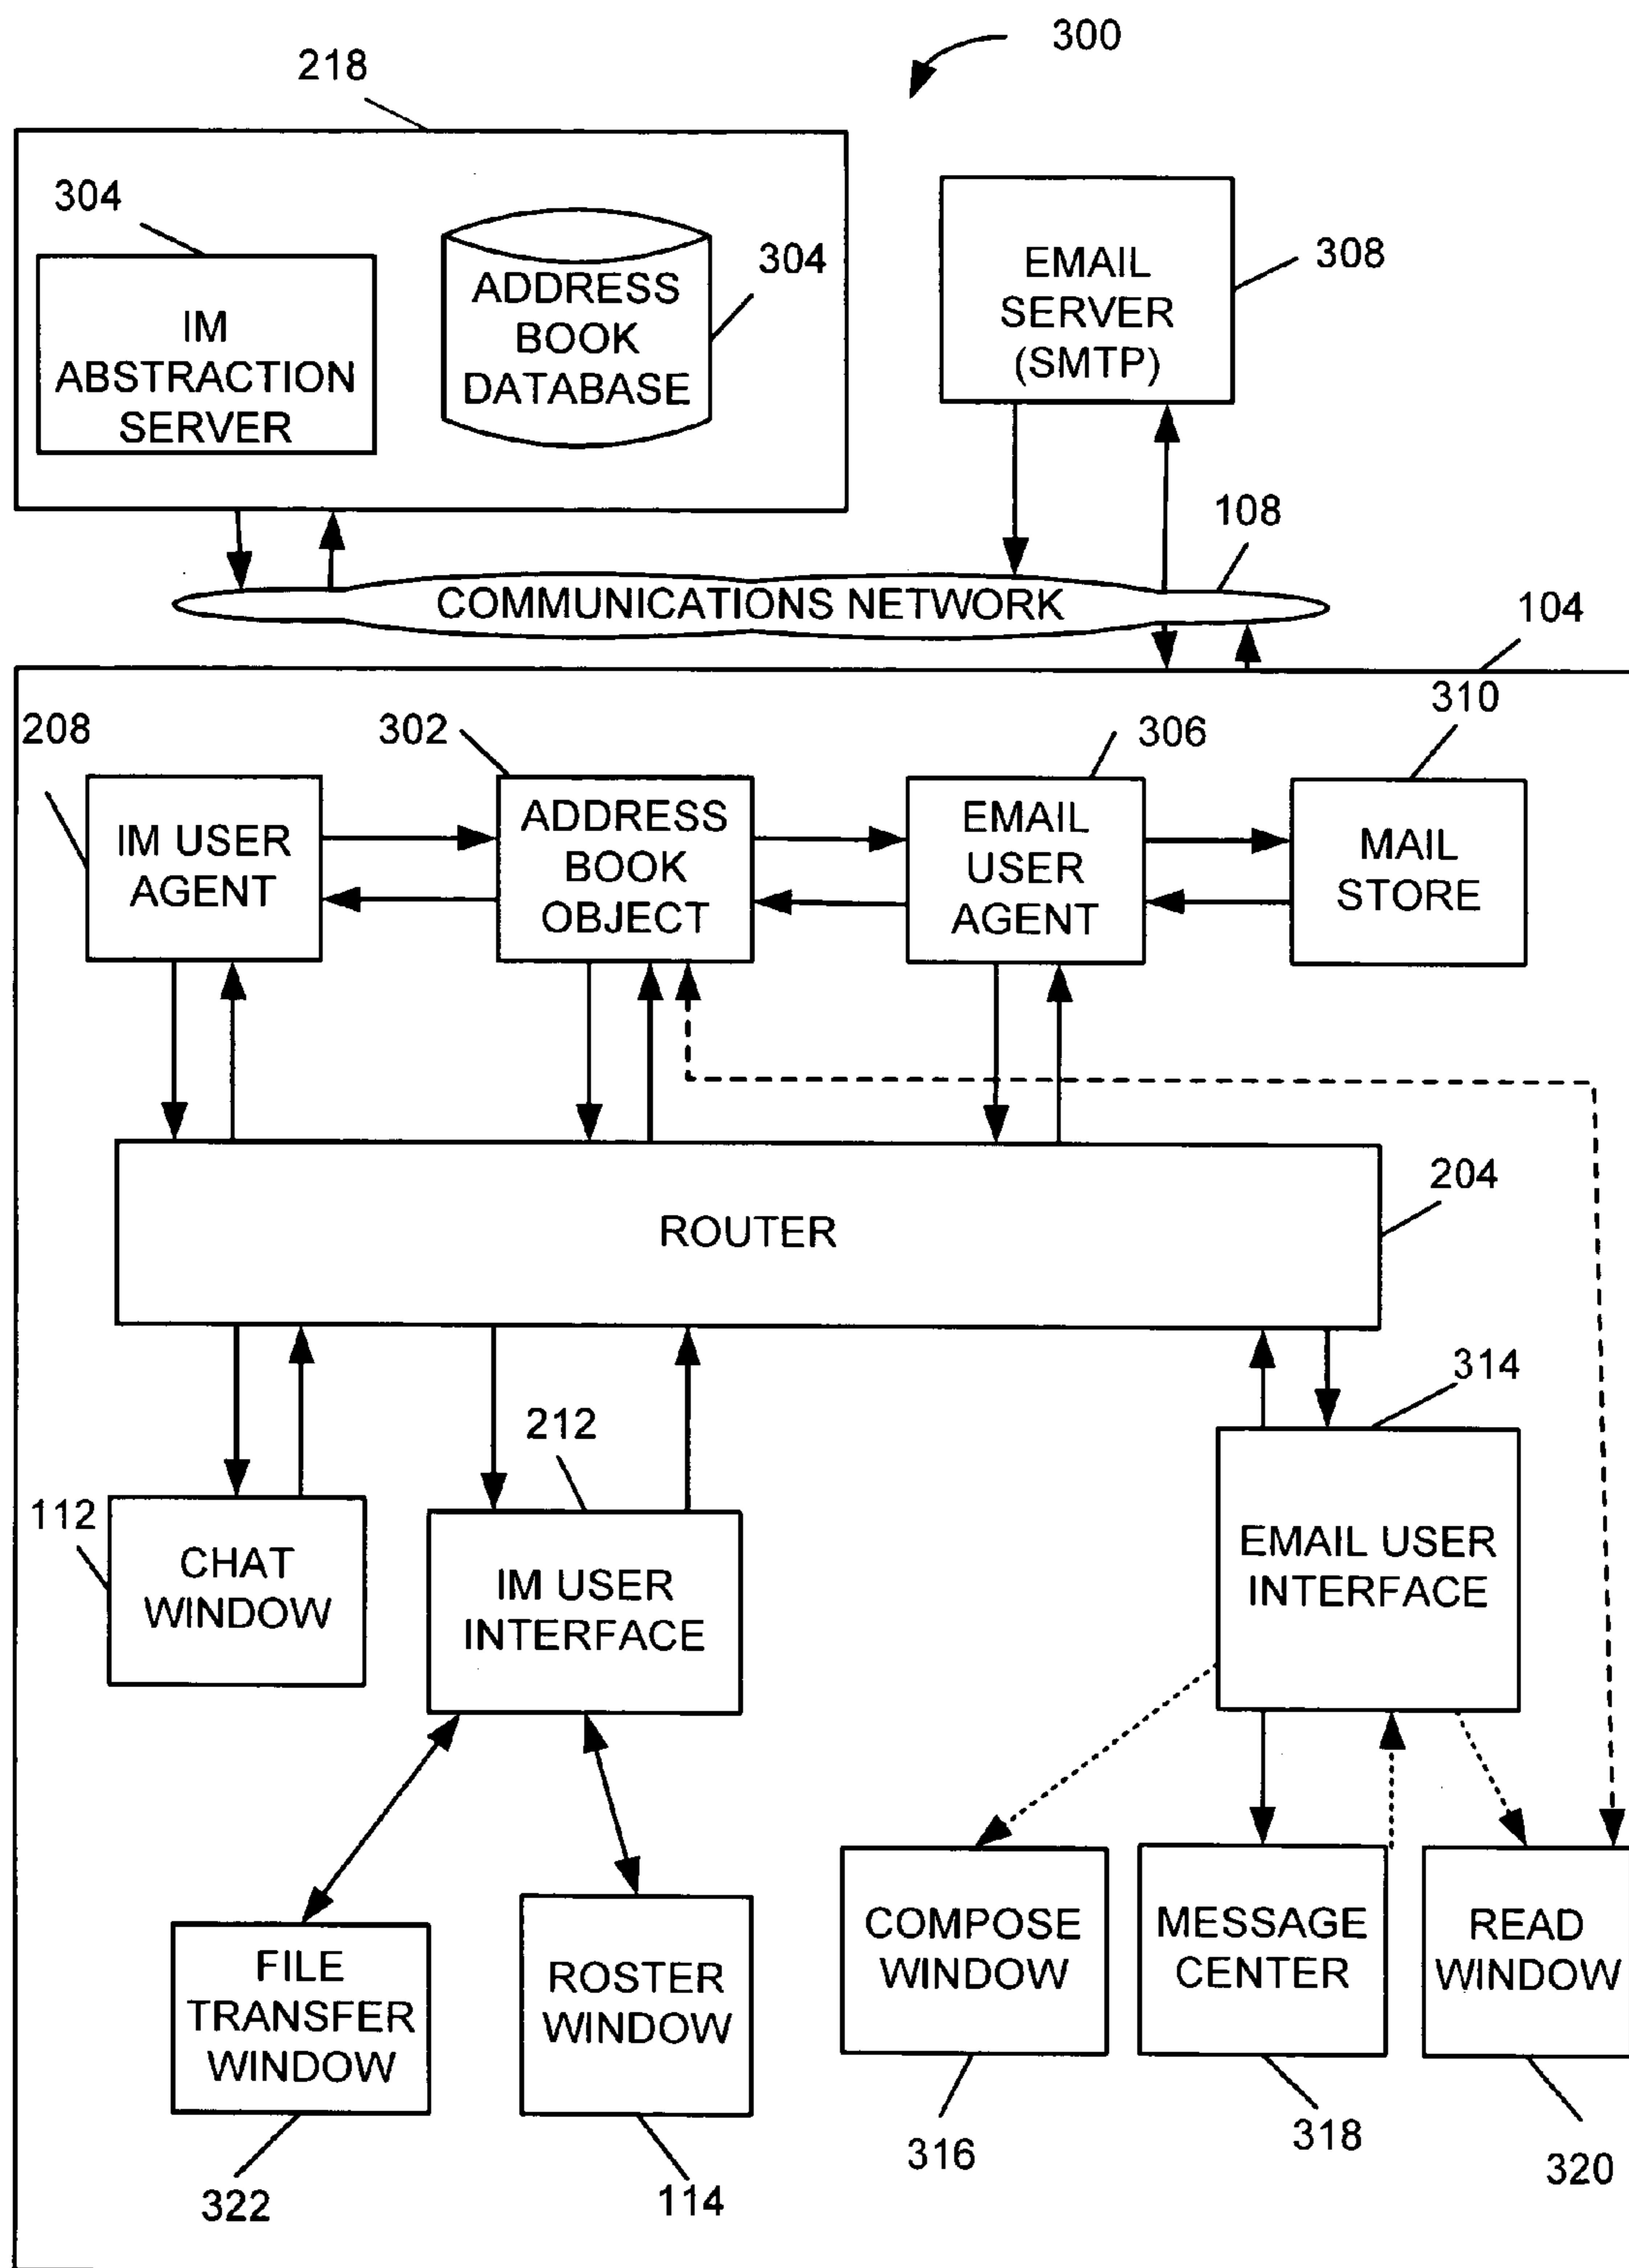 300
218
304
IM
ABSTRACTION
SERVER
ADDRESS
BOOK
DATABASE
304
EMAIL
SERVER
(SMTP)
308
108
COMMUNICATIONS NETWORK
104
310
208
302
306
IM USER
AGENT
ADDRESS
BOOK
OBJECT
EMAIL
USER
AGENT
MAIL
STORE
ROUTER
204
314
212
112
CHAT
WINDOW
IM USER
INTERFACE
EMAIL USER
INTERFACE
FILE
TRANSFER
WINDOW
ROSTER
WINDOW
COMPOSE
WINDOW
MESSAGE
CENTER
READ
WINDOW
322
114
316
318
320